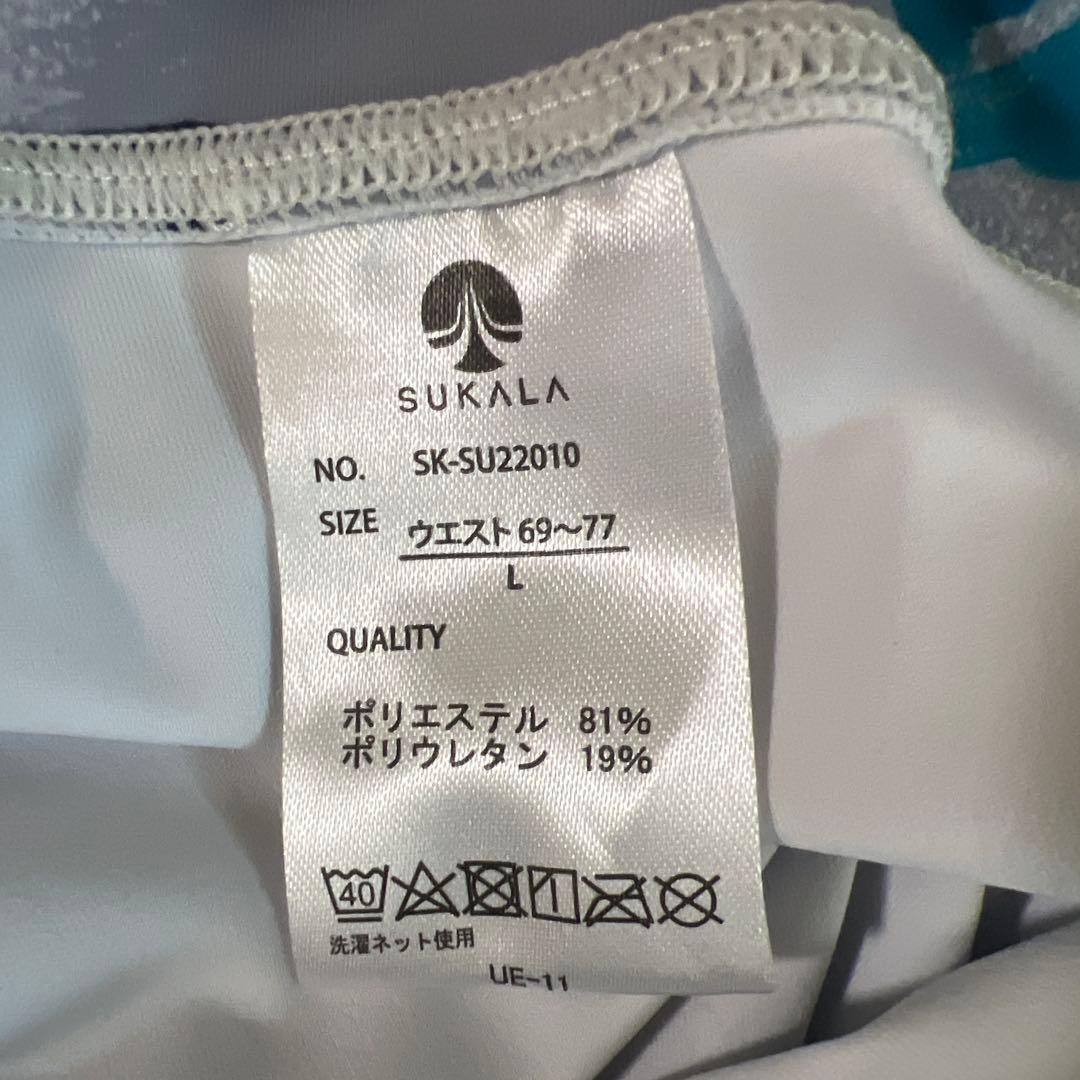 SUKALA
NO. SK-SU22010
SIZE ウエスト69～77
L
QUALITY
ポリエステル 81%
ポリウレタン 19%
40
洗濯ネット使用
UE-11